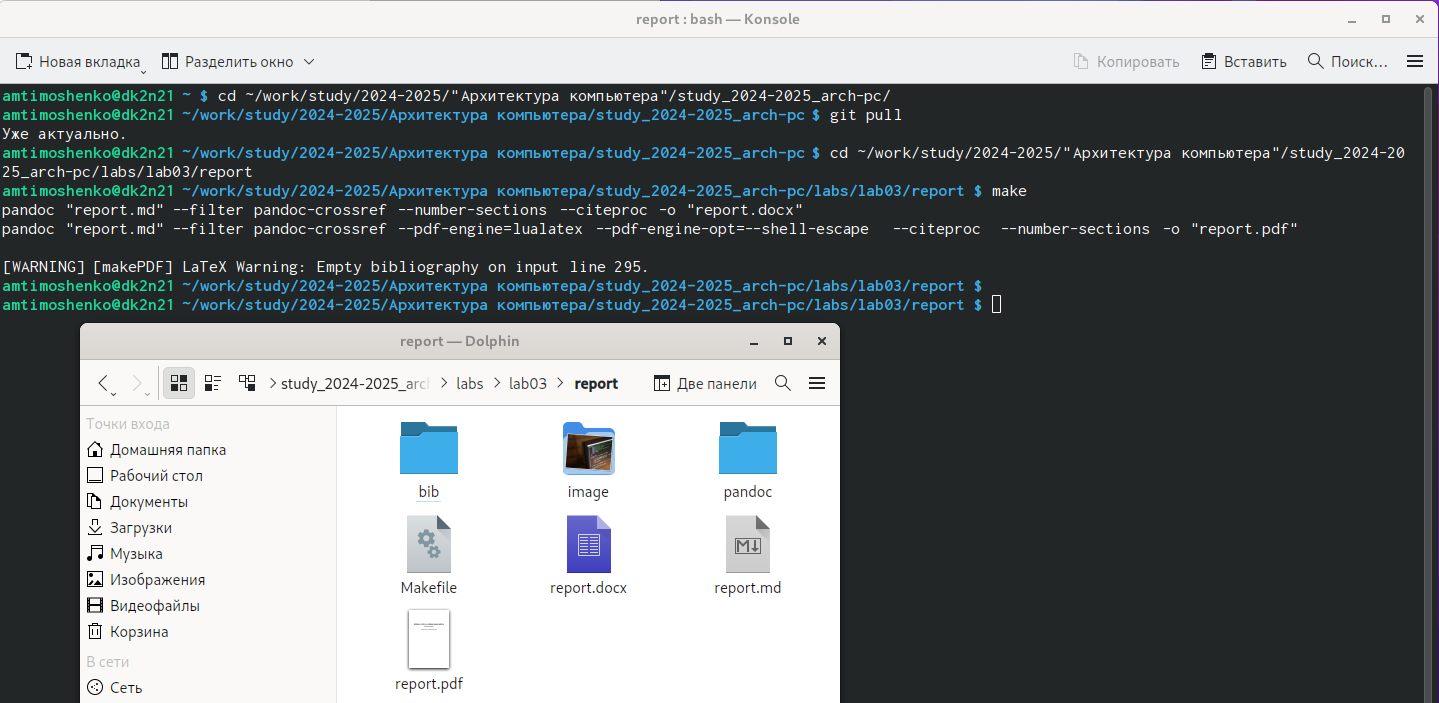 report : bash — Konsole
Новая вкладка Разделить окно Копировать Вставить Поиск...
amtimoshenko@dk2n21 ~ $ cd ~/work/study/2024-2025/"Архитектура компьютера"/study_2024-2025_arch-pc/
amtimoshenko@dk2n21 ~/work/study/2024-2025/Архитектура компьютера/study_2024-2025_arch-pc $ git pull
Уже актуально.
amtimoshenko@dk2n21 ~/work/study/2024-2025/Архитектура компьютера/study_2024-2025_arch-pc $ cd ~/work/study/2024-2025/"Архитектура компьютера"/study_2024-20
25_arch-pc/labs/lab03/report
amtimoshenko@dk2n21 ~/work/study/2024-2025/Архитектура компьютера/study_2024-2025_arch-pc/labs/lab03/report $ make
pandoc "report.md" --filter pandoc-crossref --number-sections --citeproc -o "report.docx"
pandoc "report.md" --filter pandoc-crossref --pdf-engine=lualatex --pdf-engine-opt=--shell-escape  --citeproc  --number-sections -o "report.pdf"
[WARNING] [makePDF] LaTeX Warning: Empty bibliography on input line 295.
amtimoshenko@dk2n21 ~/work/study/2024-2025/Архитектура компьютера/study_2024-2025_arch-pc/labs/lab03/report $
amtimoshenko@dk2n21 ~/work/study/2024-2025/Архитектура компьютера/study_2024-2025_arch-pc/labs/lab03/report $
report — Dolphin
study_2024-2025_arc > labs > lab03 > report Две панели
Точки входа
Домашняя папка
Рабочий стол
Документы
Загрузки
Музыка
Изображения
Видеофайлы
Корзина
В сети
Сеть
bib image pandoc
Makefile report.docx report.md
report.pdf